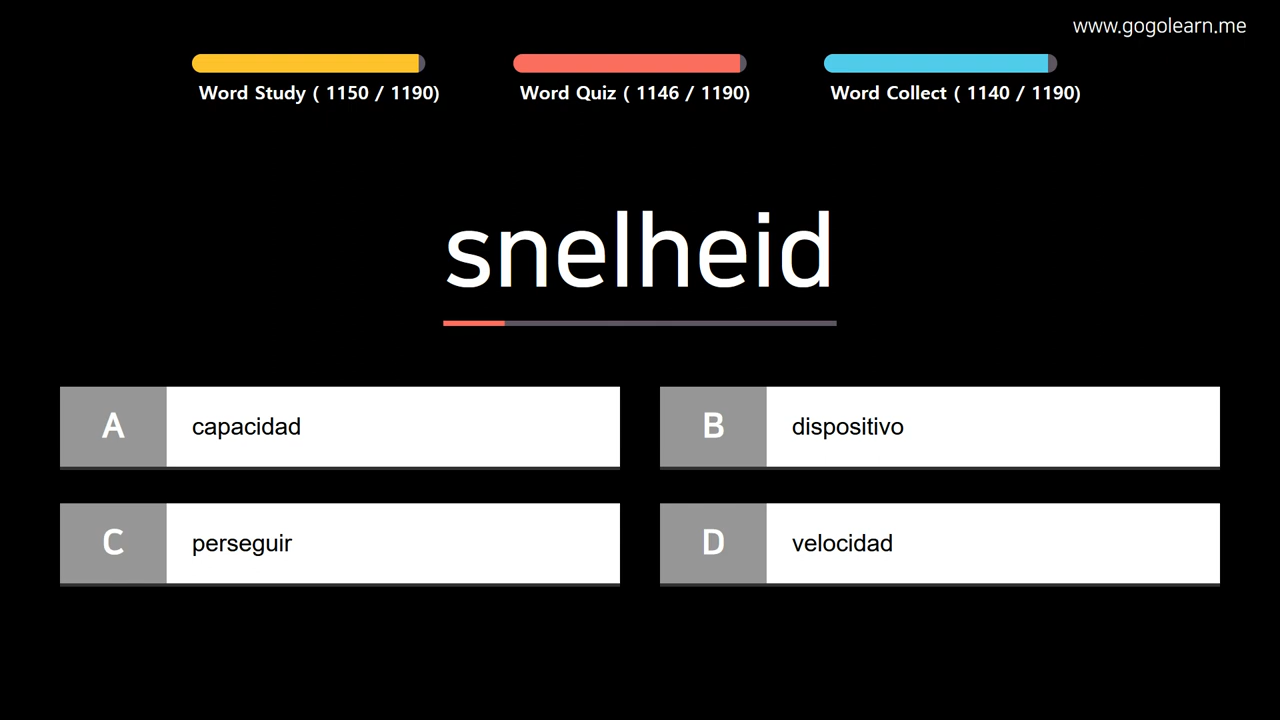 www.gogolearn.me
Word Study ( 1150 / 1190)
Word Quiz ( 1146 / 1190)
Word Collect ( 1140 / 1190)
snelheid
A capacidad
B dispositivo
C perseguir
D velocidad